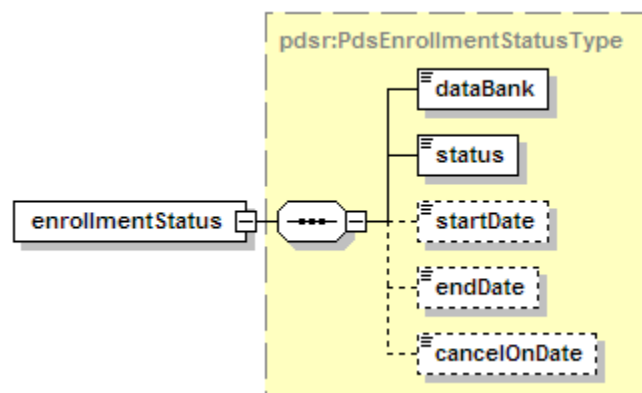 pdsr:PdsEnrollmentStatusType
dataBank
status
enrollmentStatus
startDate
endDate
cancelOnDate